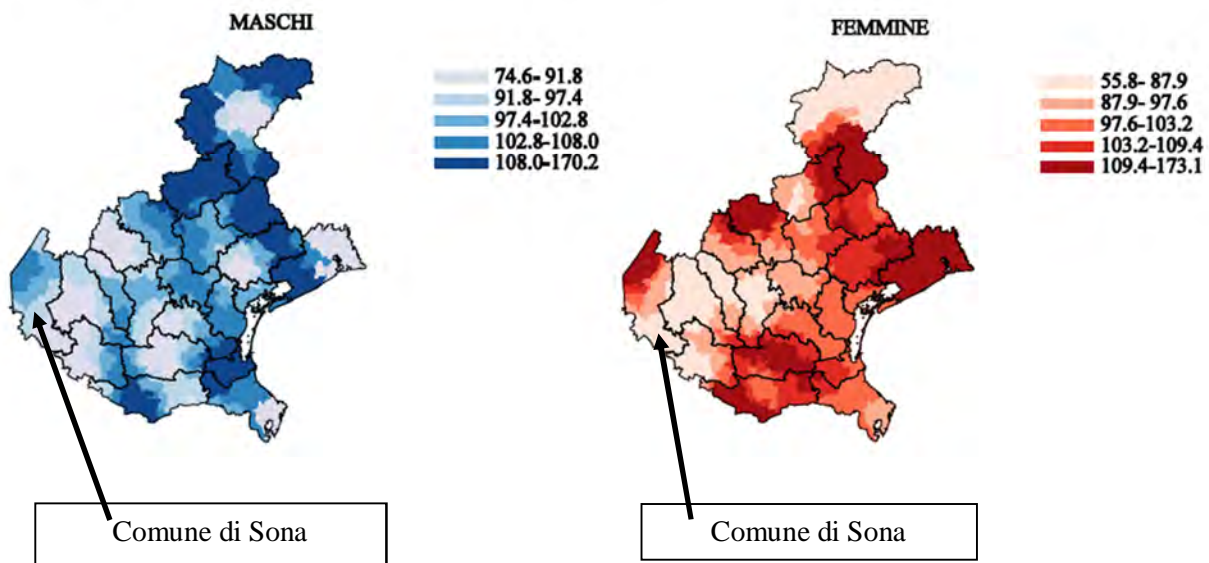 MASCHI
74.6- 91.8
91.8- 97.4
97.4-102.8
102.8-108.0
108.0-170.2
Comune di Sona
FEMMINE
55.8- 87.9
87.9- 97.6
97.6-103.2
103.2-109.4
109.4-173.1
Comune di Sona